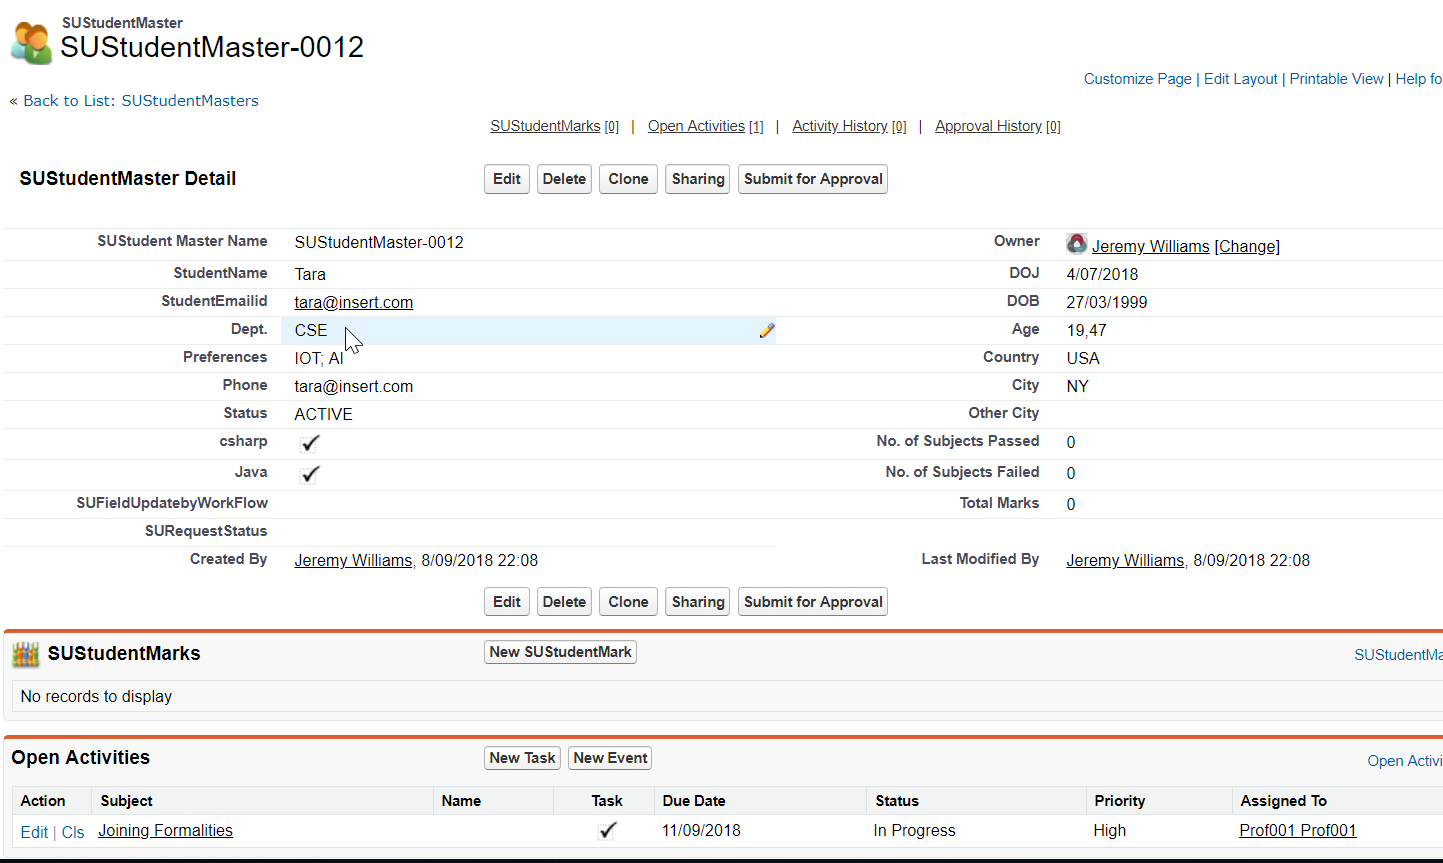 SUStudentMaster
SUStudentMaster-0012
Customize Page | Edit Layout | Printable View | Help fo
« Back to List: SUStudentMasters
SUStudentMarks [0] | Open Activities [1] | Activity History [0] | Approval History [0]
SUStudentMaster Detail Edit Delete Clone Sharing Submit for Approval
SUStudent Master Name SUStudentMaster-0012 Owner Jeremy Williams [Change]
StudentName Tara DOJ 4/07/2018
StudentEmailid tara@insert.com DOB 27/03/1999
Dept. CSE Age 19,47
Preferences IOT; AI Country USA
Phone tara@insert.com City NY
Status ACTIVE Other City
csharp No. of Subjects Passed 0
Java No. of Subjects Failed 0
SUFieldUpdatebyWorkFlow Total Marks 0
SURequestStatus
Created By Jeremy Williams, 8/09/2018 22:08 Last Modified By Jeremy Williams, 8/09/2018 22:08
Edit Delete Clone Sharing Submit for Approval
SUStudentMarks New SUStudentMark SUStudentMa
No records to display
Open Activities New Task New Event Open Activi
Action Subject Name Task Due Date Status Priority Assigned To
Edit | Cls Joining Formalities 11/09/2018 In Progress High Prof001 Prof001